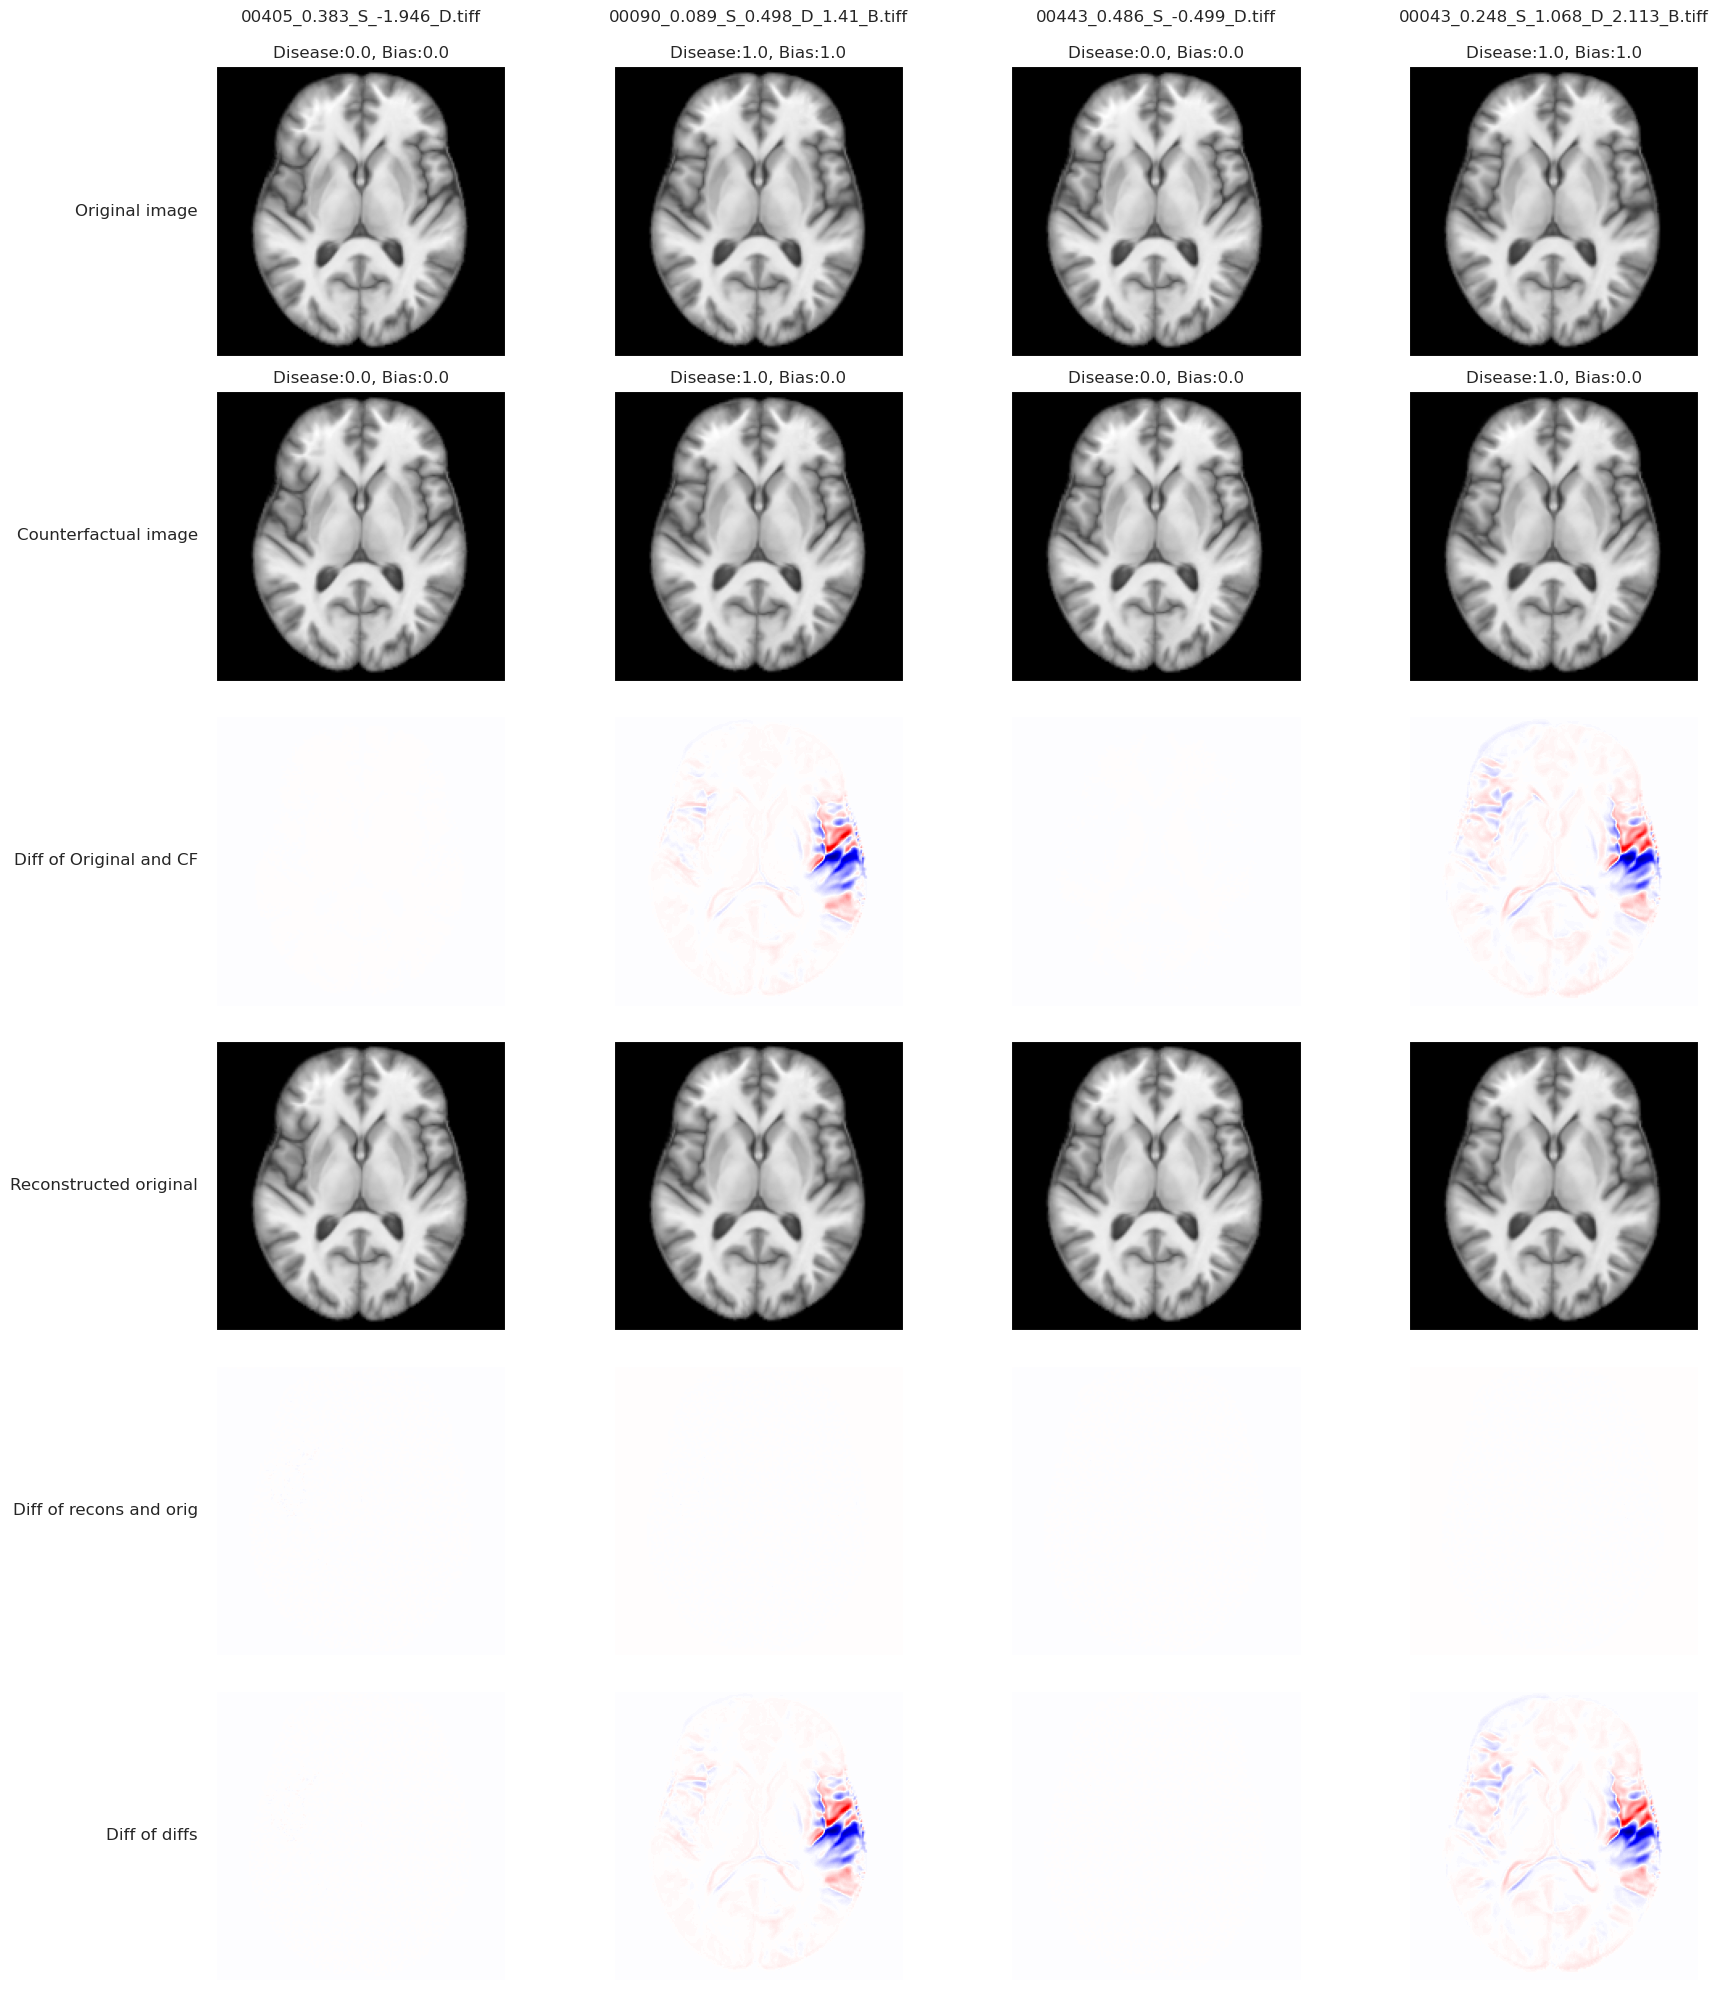 00405_0.383_S_-1.946_D.tiff
00090_0.089_S_0.498_D_1.41_B.tiff
00443_0.486_S_-0.499_D.tiff
00043_0.248_S_1.068_D_2.113_B.tiff
Disease:0.0, Bias:0.0
Disease:1.0, Bias:1.0
Disease:0.0, Bias:0.0
Disease:1.0, Bias:1.0
Original image
Disease:0.0, Bias:0.0
Disease:1.0, Bias:0.0
Disease:0.0, Bias:0.0
Disease:1.0, Bias:0.0
Counterfactual image
Diff of Original and CF
Reconstructed original
Diff of recons and orig
Diff of diffs